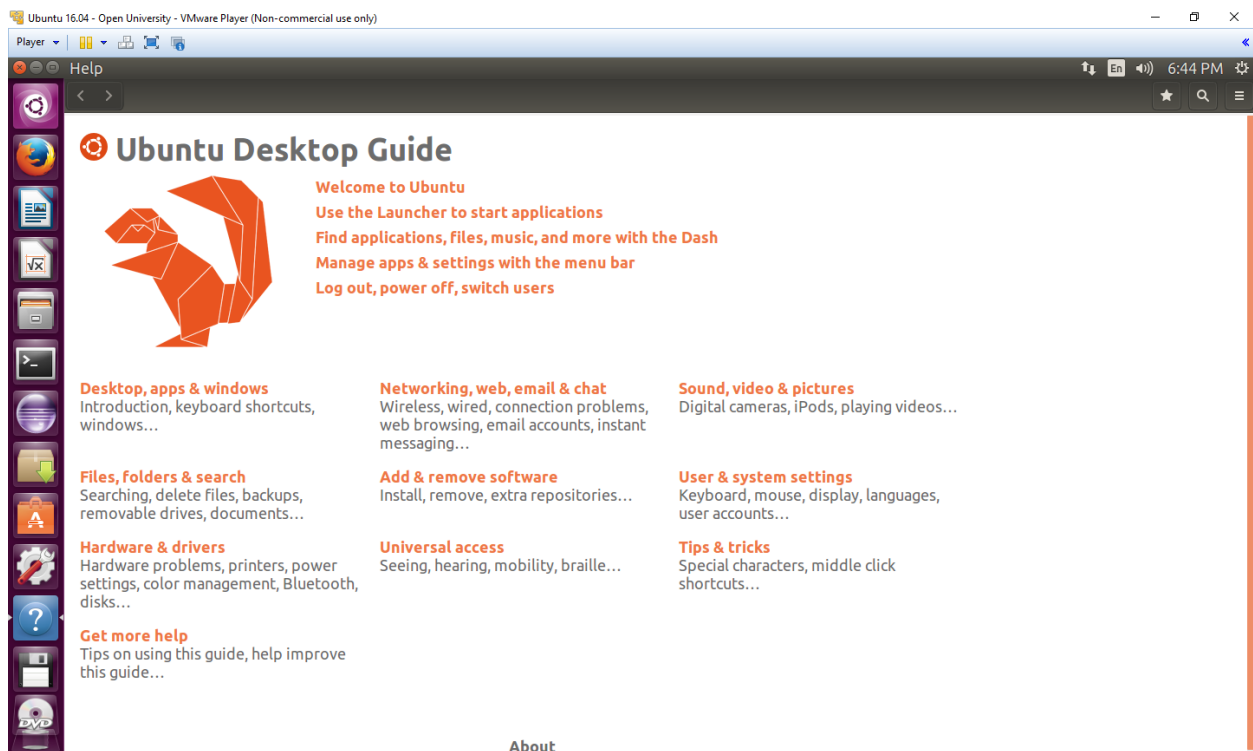 Ubuntu 16.04 - Open University - VMware Player (Non-commercial use only)
Player
Help
En
6:44 PM
Ubuntu Desktop Guide
Welcome to Ubuntu
Use the Launcher to start applications
Find applications, files, music, and more with the Dash
Manage apps & settings with the menu bar
Log out, power off, switch users
Desktop, apps & windows
Introduction, keyboard shortcuts,
windows…
Networking, web, email & chat
Wireless, wired, connection problems,
web browsing, email accounts, instant
messaging…
Sound, video & pictures
Digital cameras, iPods, playing videos…
Files, folders & search
Searching, delete files, backups,
removable drives, documents…
Add & remove software
Install, remove, extra repositories…
User & system settings
Keyboard, mouse, display, languages,
user accounts…
Hardware & drivers
Hardware problems, printers, power
settings, color management, Bluetooth,
disks…
Universal access
Seeing, hearing, mobility, braille…
Tips & tricks
Special characters, middle click
shortcuts…
Get more help
Tips on using this guide, help improve
this guide…
DVD
About